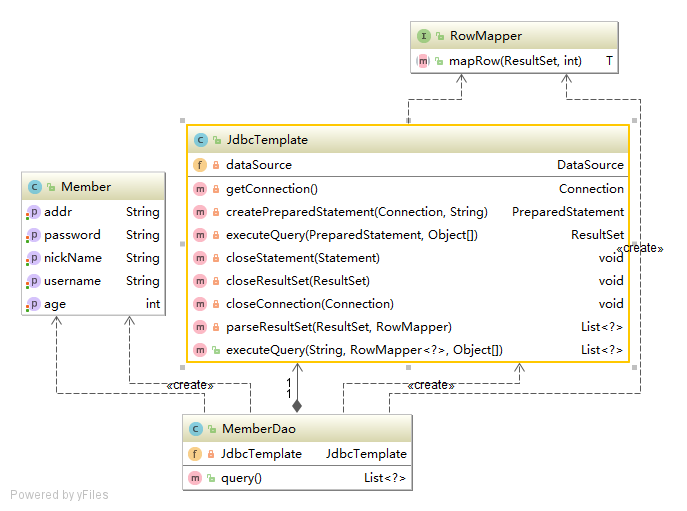 I RowMapper
m mapRow(ResultSet, int) T
C JdbcTemplate
f dataSource DataSource
m getConnection() Connection
m createPreparedStatement(Connection, String) PreparedStatement
m executeQuery(PreparedStatement, Object[]) ResultSet
m closeStatement(Statement) void
m closeResultSet(ResultSet) void
m closeConnection(Connection) void
m parseResultSet(ResultSet, RowMapper) List<?>
m executeQuery(String, RowMapper<?>, Object[]) List<?>
C Member
p addr String
p password String
p nickName String
p username String
p age int
«create»
«create»
1
1
«create»
C MemberDao
f JdbcTemplate JdbcTemplate
m query() List<?>
Powered by yFiles